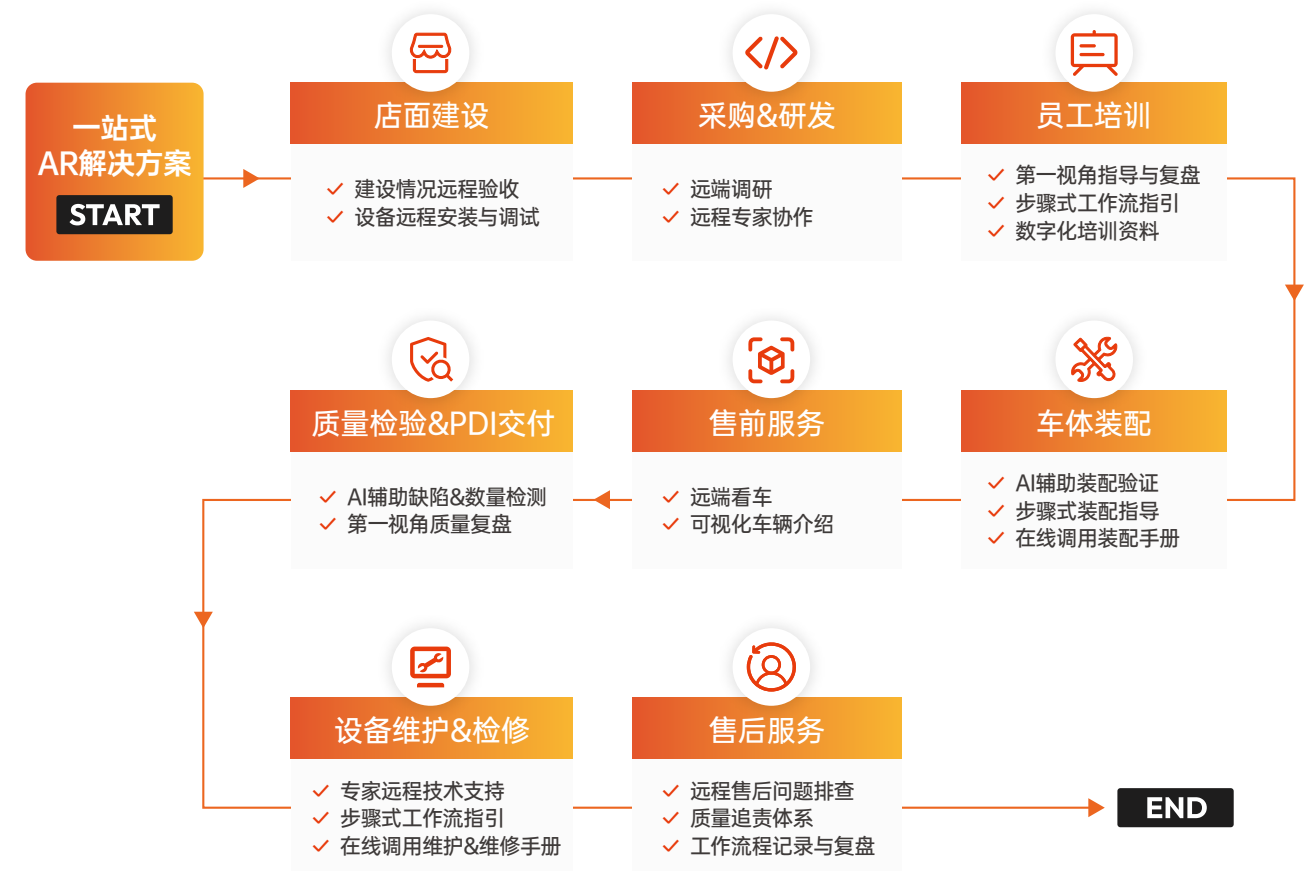 一站式
AR解决方案
START
店面建设
建设情况远程验收
设备远程安装与调试
采购&研发
远端调研
远程专家协作
员工培训
第一视角指导与复盘
步骤式工作流指引
数字化培训资料
车体装配
AI辅助装配验证
步骤式装配指导
在线调用装配手册
售前服务
远端看车
可视化车辆介绍
质量检验&PDI交付
AI辅助缺陷&数量检测
第一视角质量复盘
设备维护&检修
专家远程技术支持
步骤式工作流指引
在线调用维护&维修手册
售后服务
远程售后问题排查
质量追责体系
工作流程记录与复盘
END